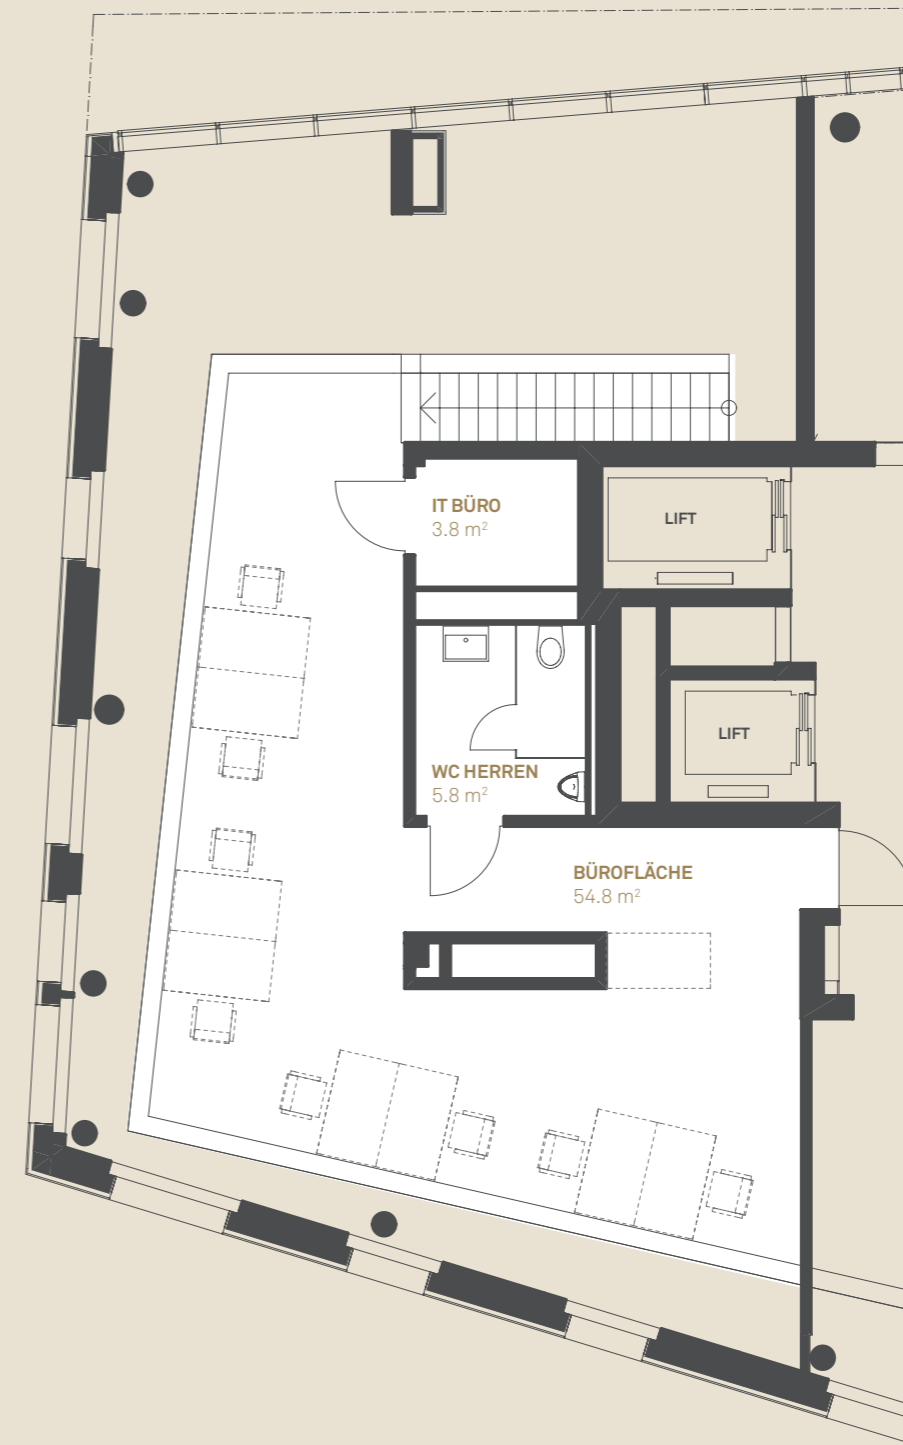 IT BÜRO
3.8 m²
LIFT
LIFT
WC HERREN
5.8 m²
BÜROFLÄCHE
54.8 m²